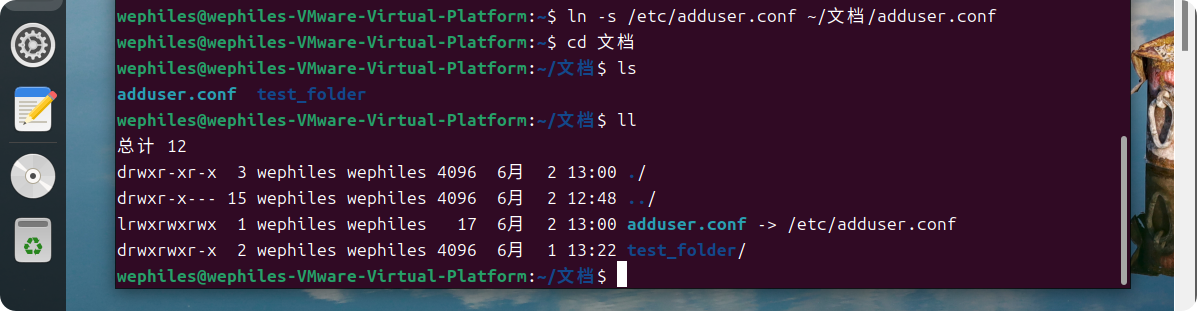 wephiles@wephiles-VMware-Virtual-Platform:~$ ln -s /etc/adduser.conf ~/文档/adduser.conf
wephiles@wephiles-VMware-Virtual-Platform:~$ cd 文档
wephiles@wephiles-VMware-Virtual-Platform:~/文档$ ls
adduser.conf  test_folder
wephiles@wephiles-VMware-Virtual-Platform:~/文档$ ll
总计 12
drwxr-xr-x  3 wephiles wephiles 4096  6月  2 13:00 ./
drwxr-x--- 15 wephiles wephiles 4096  6月  2 12:48 ../
lrwxrwxrwx  1 wephiles wephiles   17  6月  2 13:00 adduser.conf -> /etc/adduser.conf
drwxrwxr-x  2 wephiles wephiles 4096  6月  1 13:22 test_folder/
wephiles@wephiles-VMware-Virtual-Platform:~/文档$